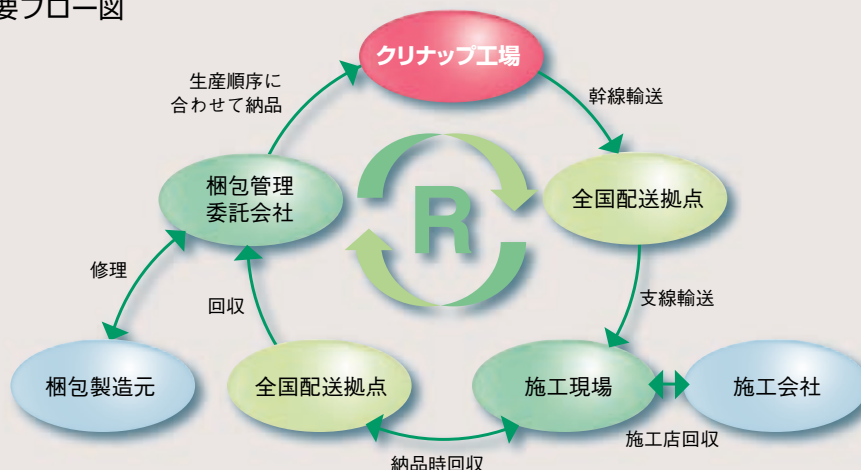 要フロー図
クリナップ工場
生産順序に
合わせて納品
幹線輸送
梱包管理
委託会社
R
全国配送拠点
修理
回収
支線輸送
梱包製造元
全国配送拠点
施工現場
施工会社
施工店回収
納品時回収